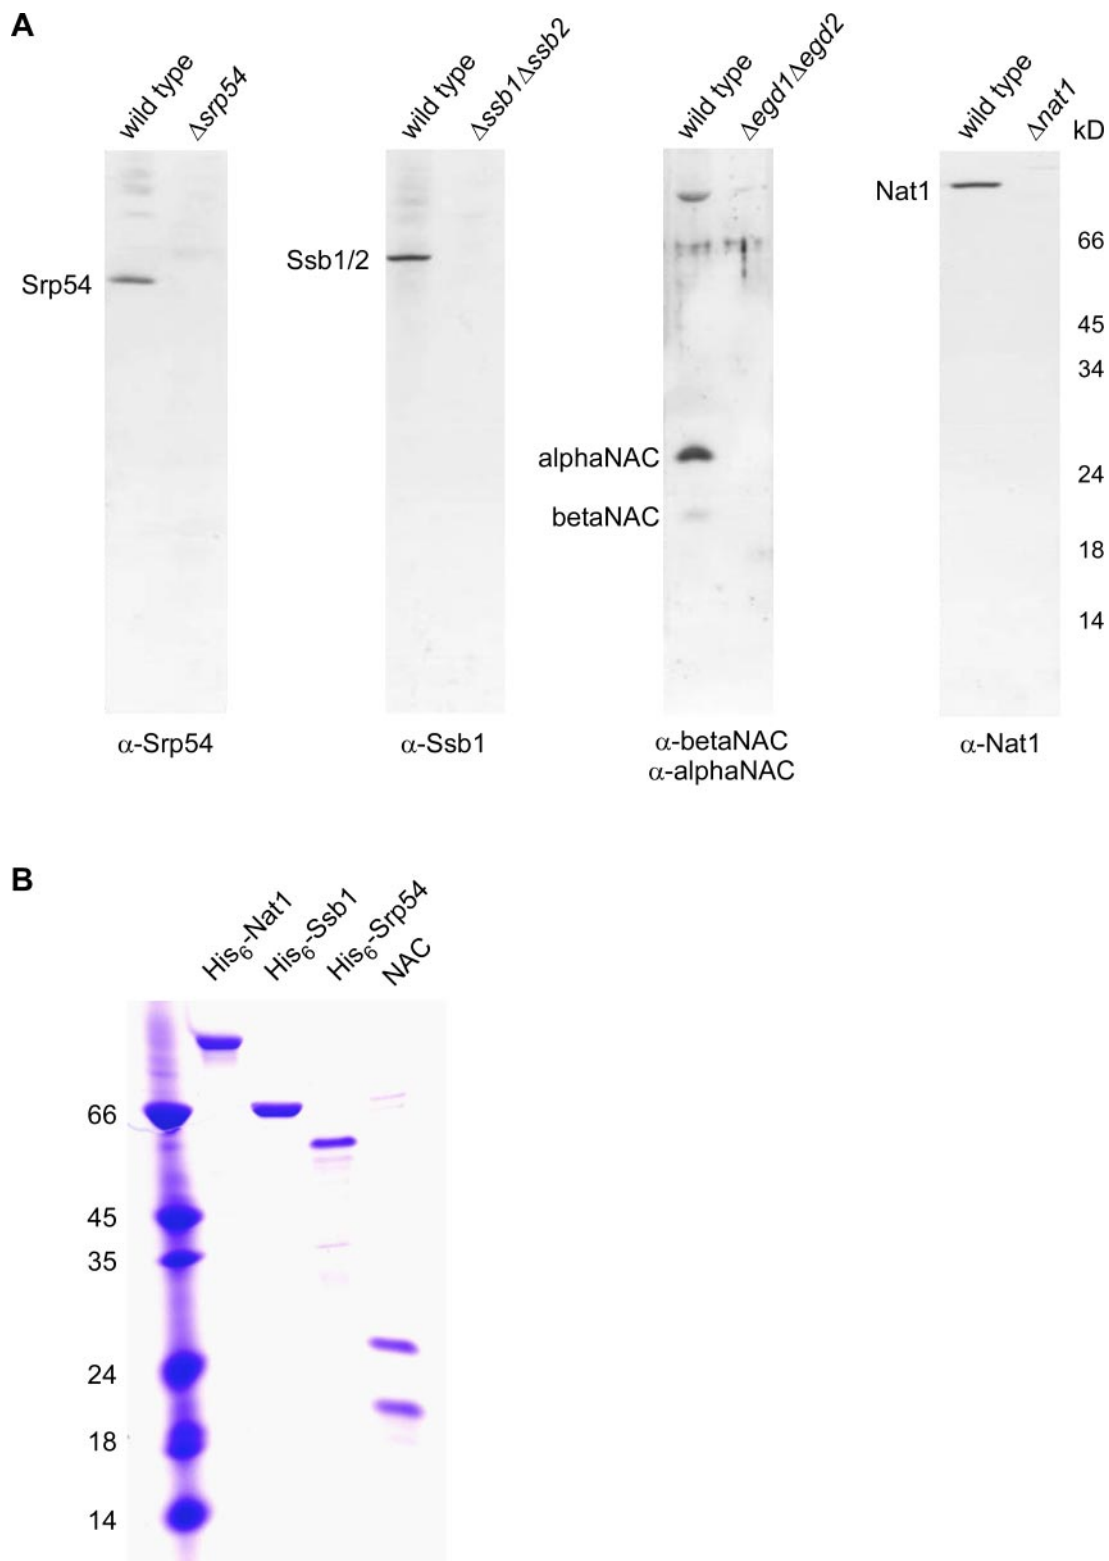 A
wild type
Δsrp54
wild type
Δssb1Δssb2
wild type
Δegd1Δegd2
wild type
Δnat1
kD
Nat1
66
Ssb1/2
Srp54
45
34
alphaNAC
24
betaNAC
18
14
α-Srp54
α-Ssb1
α-betaNAC
α-alphaNAC
α-Nat1
B
His6-Nat1
His6-Ssb1
His6-Srp54
NAC
66
45
35
24
18
14